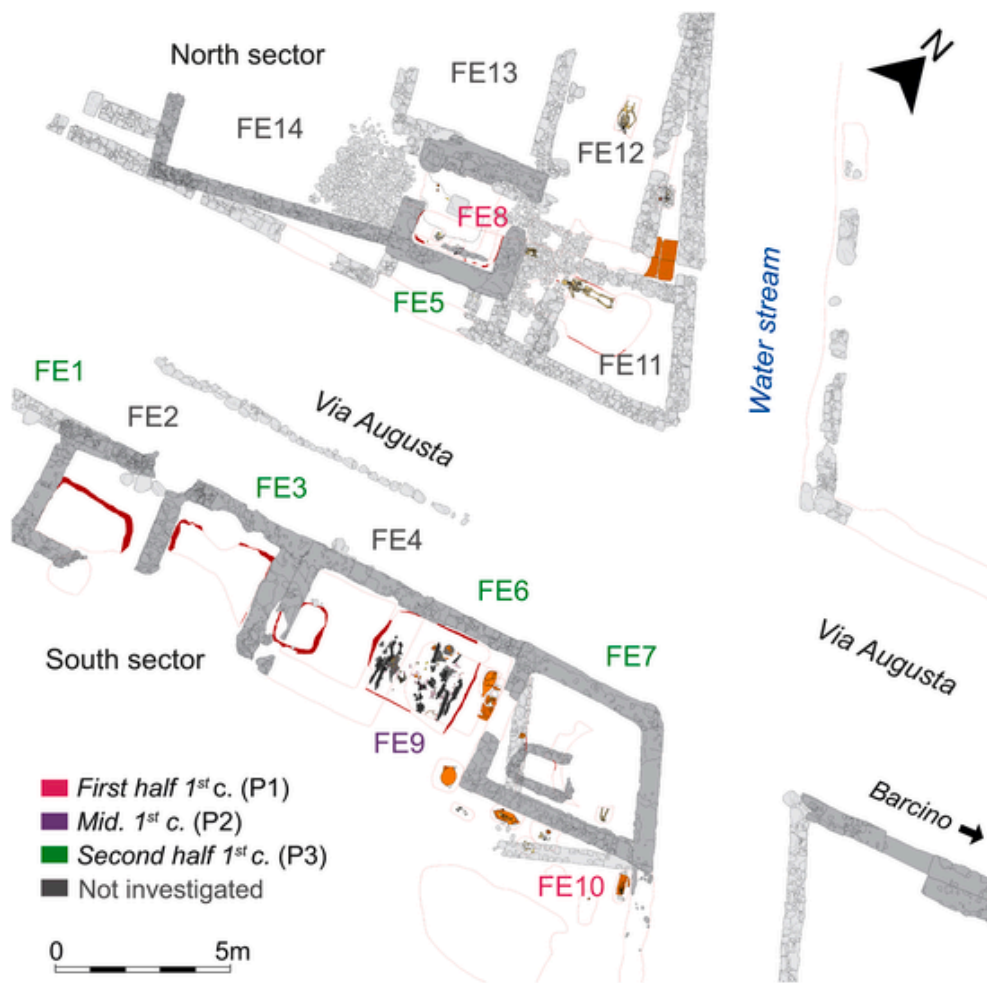 North sector
FE13
FE14
FE12
FE8
FE5
FE11
N
Water stream
FE1
FE2
Via Augusta
FE3
FE4
FE6
FE7
South sector
FE9
Via Augusta
Barcino
FE10
First half 1st c. (P1)
Mid. 1st c. (P2)
Second half 1st c. (P3)
Not investigated
0 5m